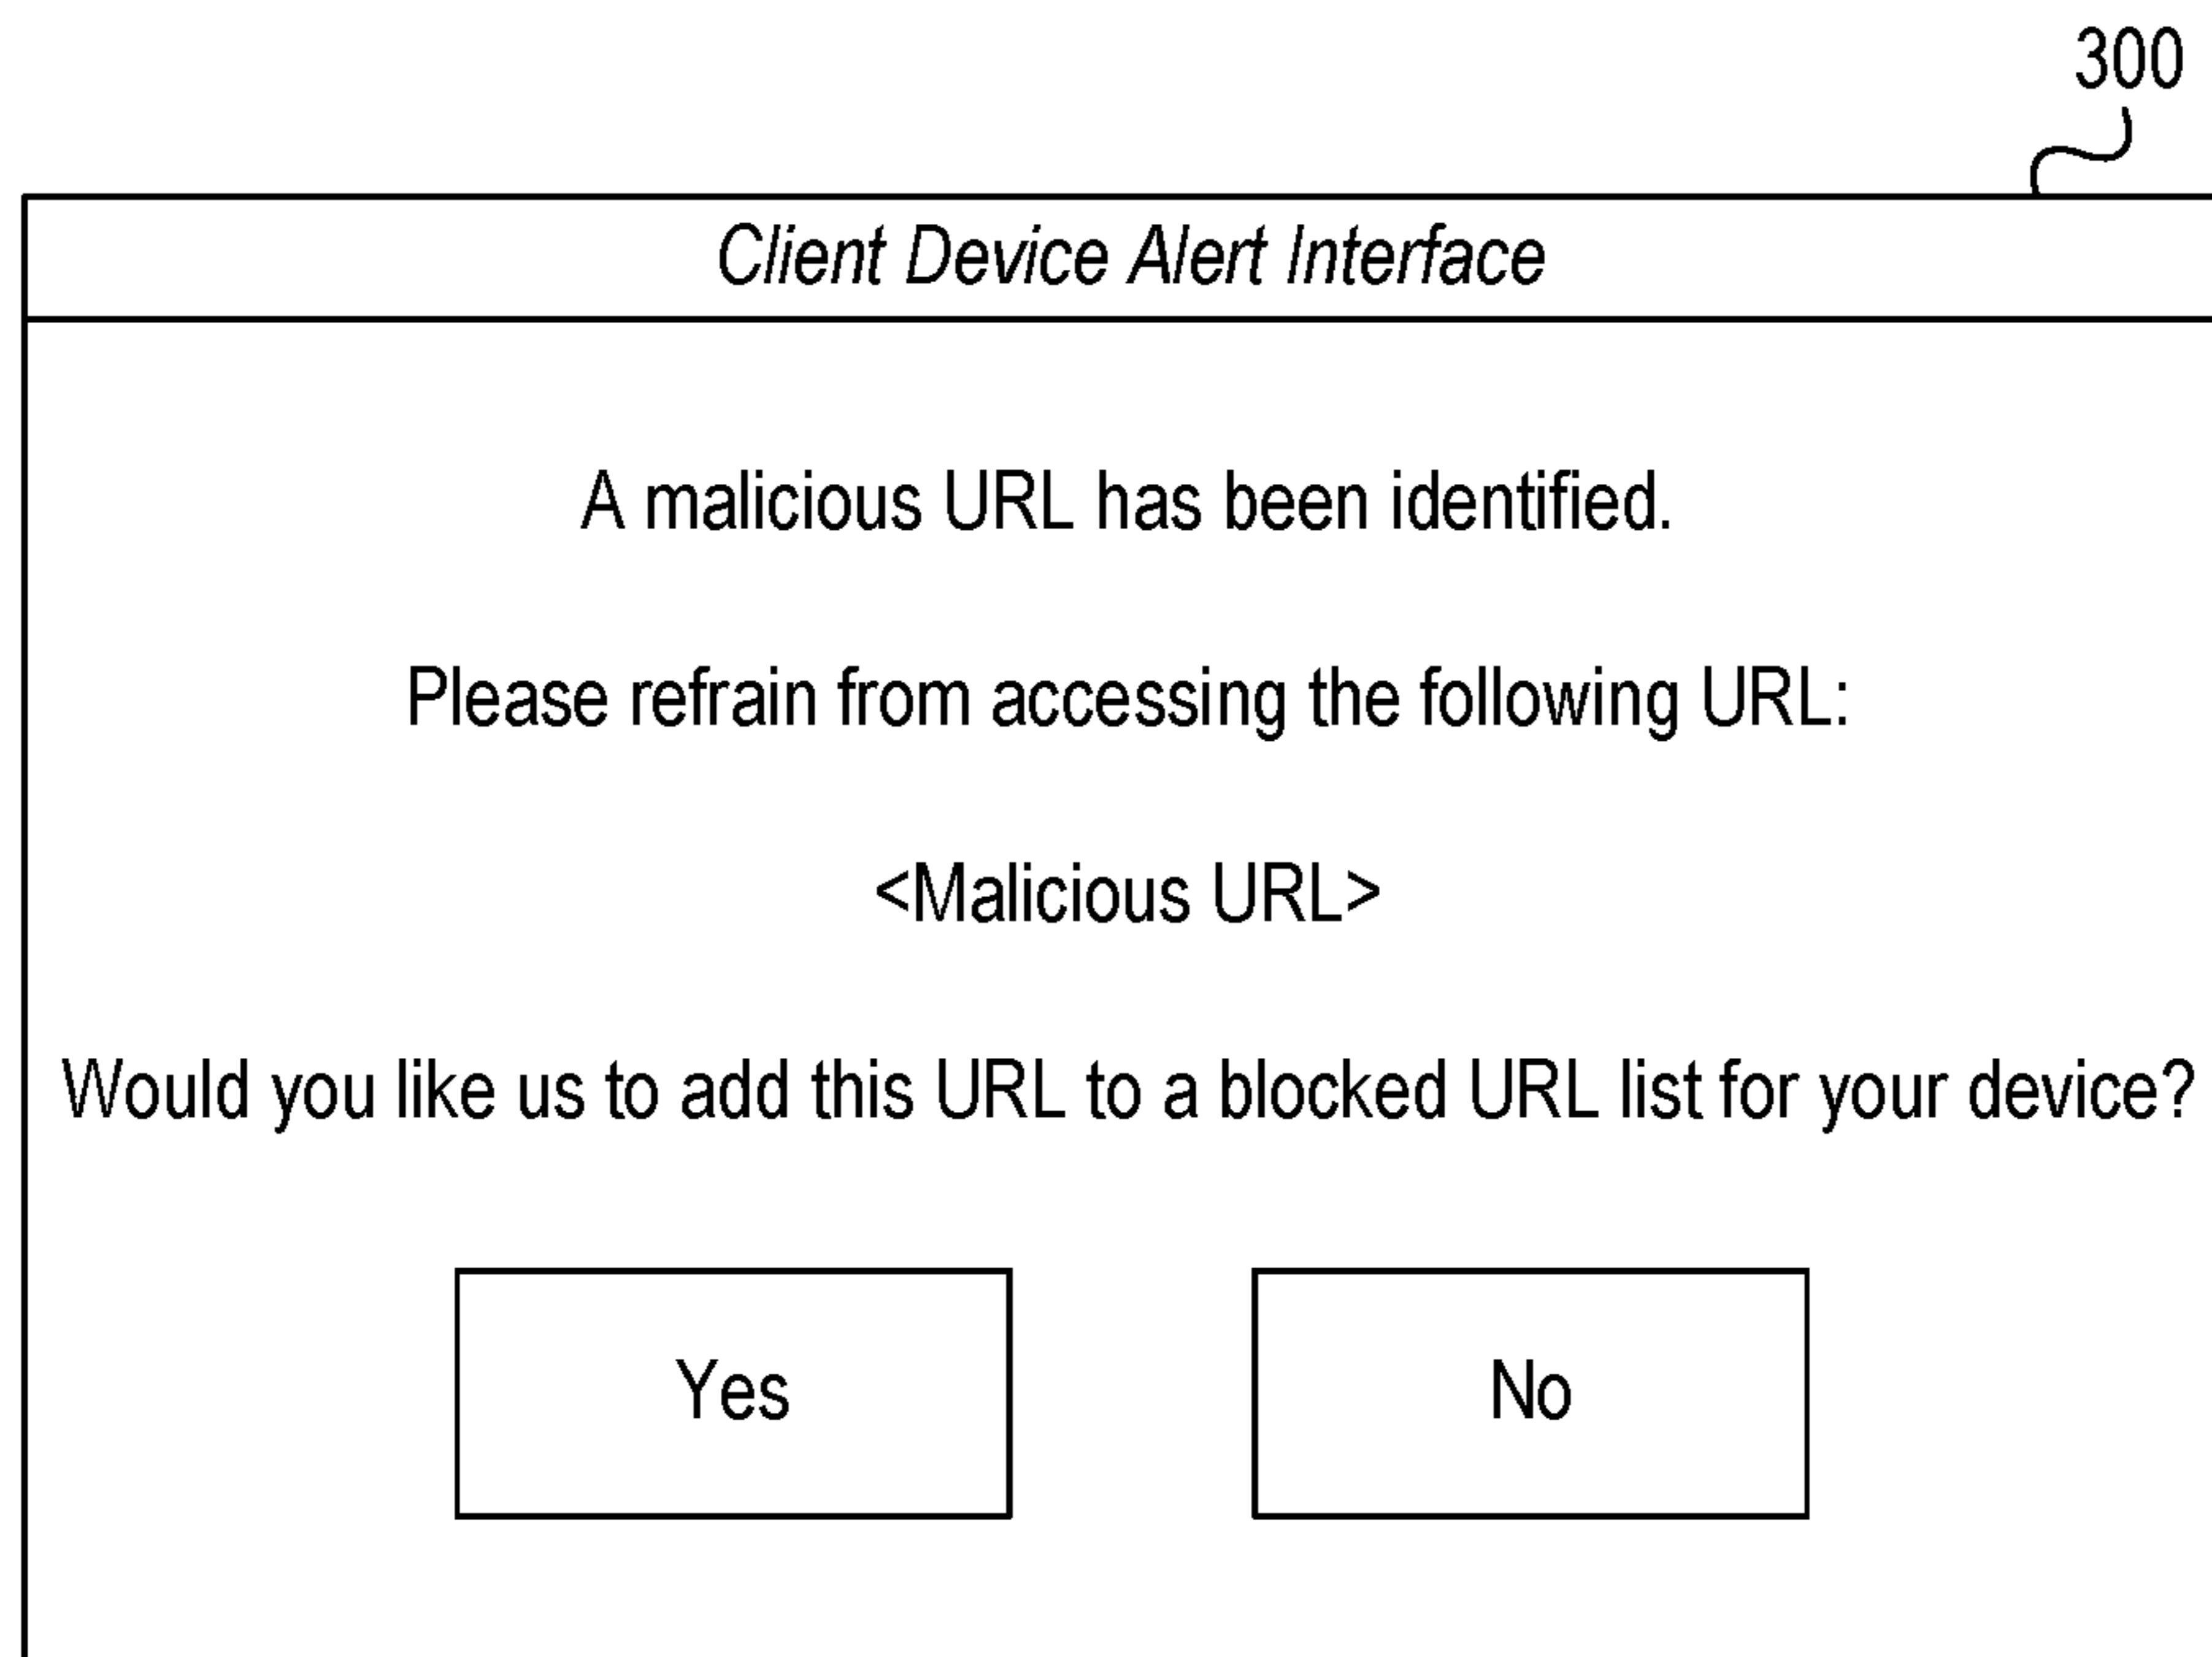 300
Client Device Alert Interface
A malicious URL has been identified.
Please refrain from accessing the following URL:
<Malicious URL>
Would you like us to add this URL to a blocked URL list for your device?
Yes
No